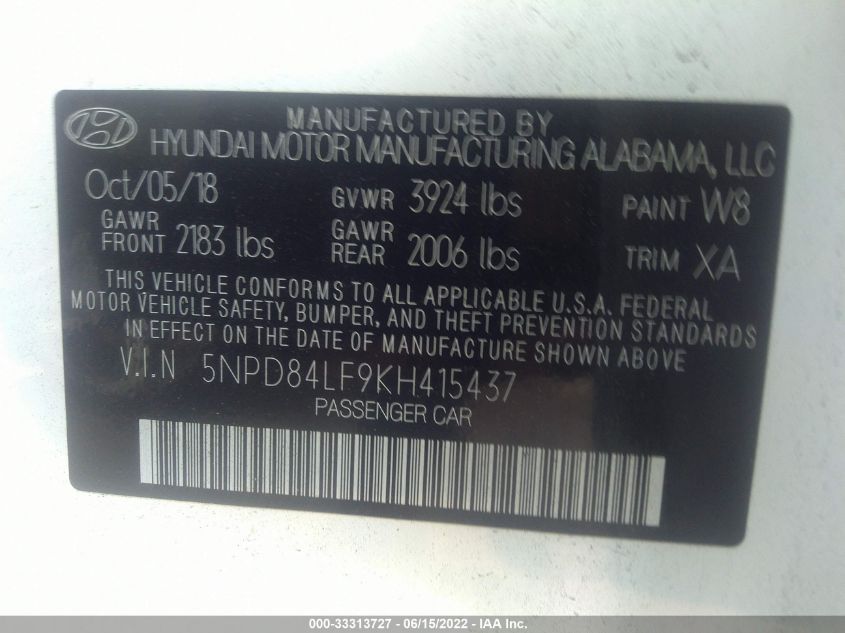 MANUFACTURED BY
HYUNDAI MOTOR MANUFACTURING ALABAMA, LLC
Oct/05/18 GVWR 3924 lbs PAINT W8
GAWR FRONT 2183 lbs GAWR REAR 2006 lbs TRIM XA
THIS VEHICLE CONFORMS TO ALL APPLICABLE U.S.A. FEDERAL
MOTOR VEHICLE SAFETY, BUMPER, AND THEFT PREVENTION STANDARDS
IN EFFECT ON THE DATE OF MANUFACTURE SHOWN ABOVE.
V.I.N 5NPD84LF9KH415437
PASSENGER CAR
000-33313727 - 06/15/2022 - IAA Inc.